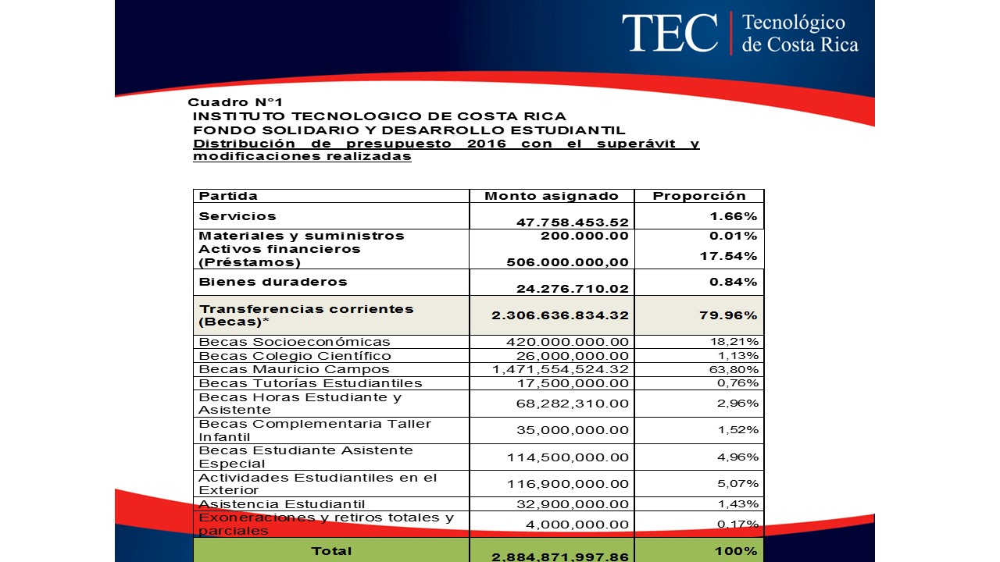 TEC | Tecnológico
de Costa Rica
Cuadro N°1
INSTITUTO TECNOLOGICO DE COSTA RICA
FONDO SOLIDARIO Y DESARROLLO ESTUDIANTIL
Distribución de presupuesto 2016 con el superávit y
modificaciones realizadas
Partida Monto asignado Proporción
Servicios 47.758.453.52 1.66%
Materiales y suministros 200.000.00 0.01%
Activos financieros
(Préstamos) 506.000.000,00 17.54%
Bienes duraderos 24.276.710.02 0.84%
Transferencias corrientes
(Becas)* 2.306.636.834.32 79.96%
Becas Socioeconómicas 420.000.000.00 18,21%
Becas Colegio Científico 26,000,000.00 1,13%
Becas Mauricio Campos 1,471,554,524.32 63,80%
Becas Tutorías Estudiantiles 17,500,000.00 0,76%
Becas Horas Estudiante y
Asistente 68,282,310.00 2,96%
Becas Complementaria Taller
Infantil 35,000,000.00 1,52%
Becas Estudiante Asistente
Especial 114,500,000.00 4,96%
Actividades Estudiantiles en el
Exterior 116,900,000.00 5,07%
Asistencia Estudiantil 32,900,000.00 1,43%
Exoneraciones y retiros totales y
parciales 4,000,000.00 0,17%
Total 2,884,871,997.86 100%